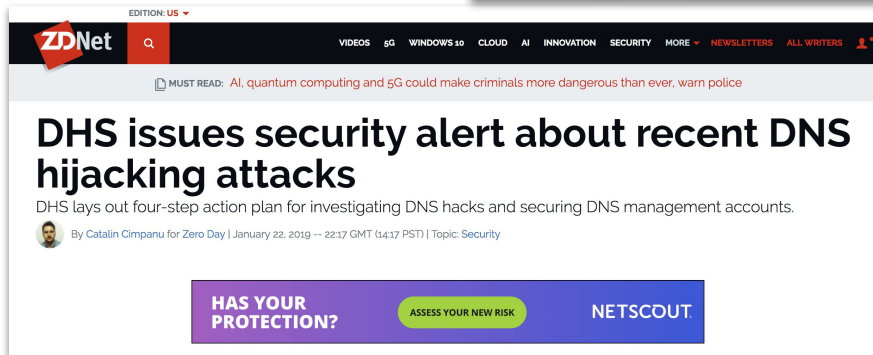 EDITION: US
ZDNet VIDEOS 5G WINDOWS 10 CLOUD AI INNOVATION SECURITY MORE NEWSLETTERS ALL WRITERS
MUST READ: AI, quantum computing and 5G could make criminals more dangerous than ever, warn police
DHS issues security alert about recent DNS
hijacking attacks
DHS lays out four-step action plan for investigating DNS hacks and securing DNS management accounts.
By Catalin Cimpanu for Zero Day | January 22, 2019 -- 22:17 GMT (14:17 PST) | Topic: Security
HAS YOUR
PROTECTION?
ASSESS YOUR NEW RISK
NETSCOUT.